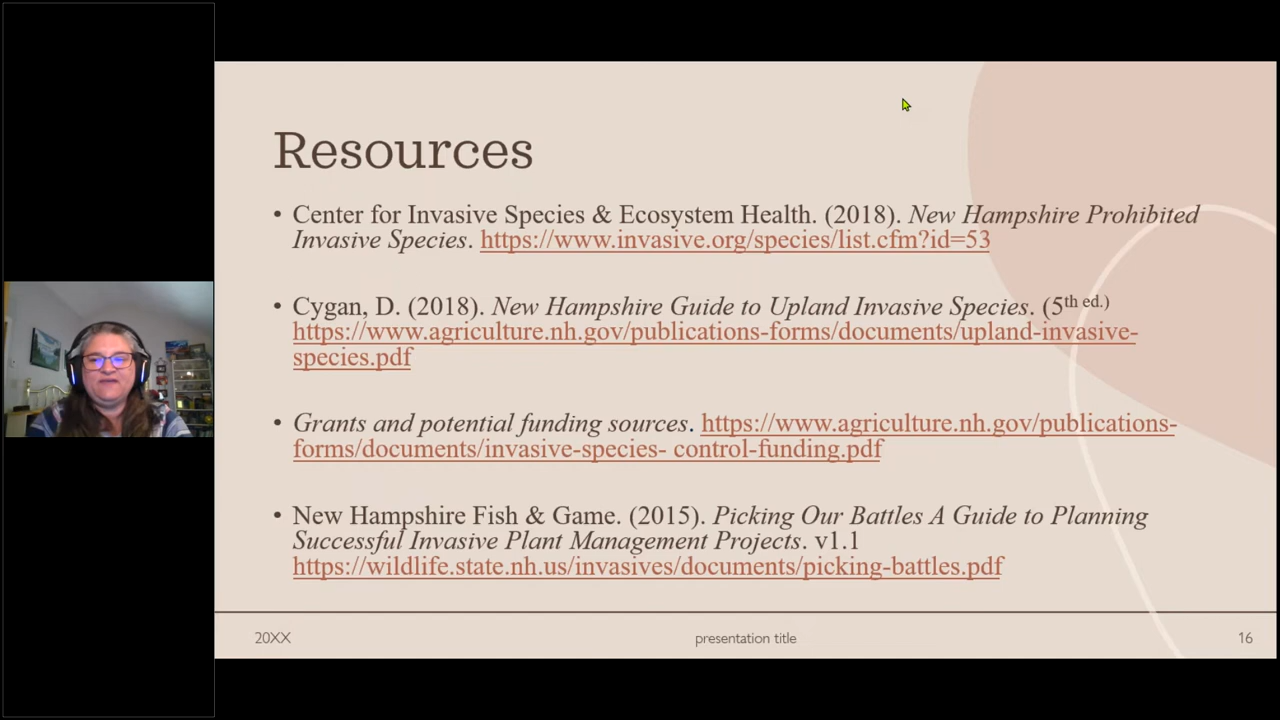 Resources
• Center for Invasive Species & Ecosystem Health. (2018). New Hampshire Prohibited
Invasive Species. https://www.invasive.org/species/list.cfm?id=53
• Cygan, D. (2018). New Hampshire Guide to Upland Invasive Species. (5th ed.)
https://www.agriculture.nh.gov/publications-forms/documents/upland-invasive-
species.pdf
• Grants and potential funding sources. https://www.agriculture.nh.gov/publications-
forms/documents/invasive-species- control-funding.pdf
• New Hampshire Fish & Game. (2015). Picking Our Battles A Guide to Planning
Successful Invasive Plant Management Projects. v1.1
https://wildlife.state.nh.us/invasives/documents/picking-battles.pdf
20XX presentation title 16